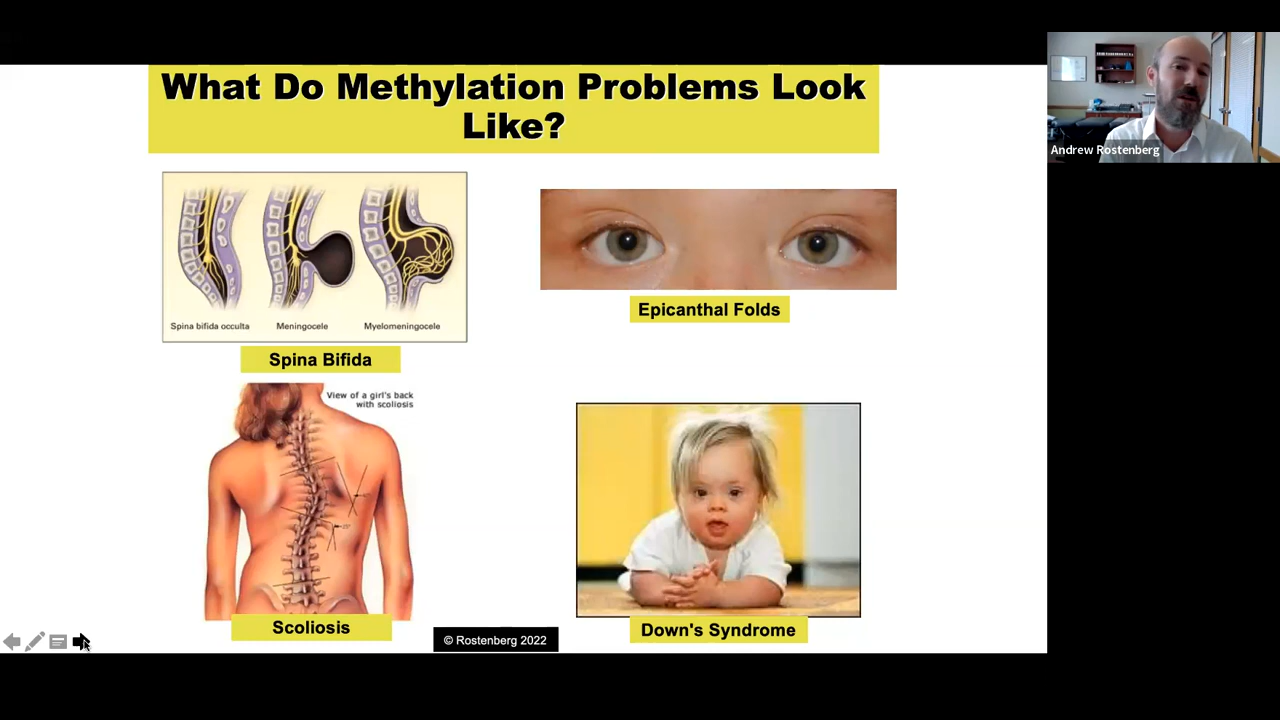 What Do Methylation Problems Look
Like?
Andrew Rostenberg
Spina bifida occulta
Meningocele
Myelomeningocele
Spina Bifida
Epicanthal Folds
View of a girl's back
with scoliosis
Scoliosis
Down's Syndrome
© Rostenberg 2022